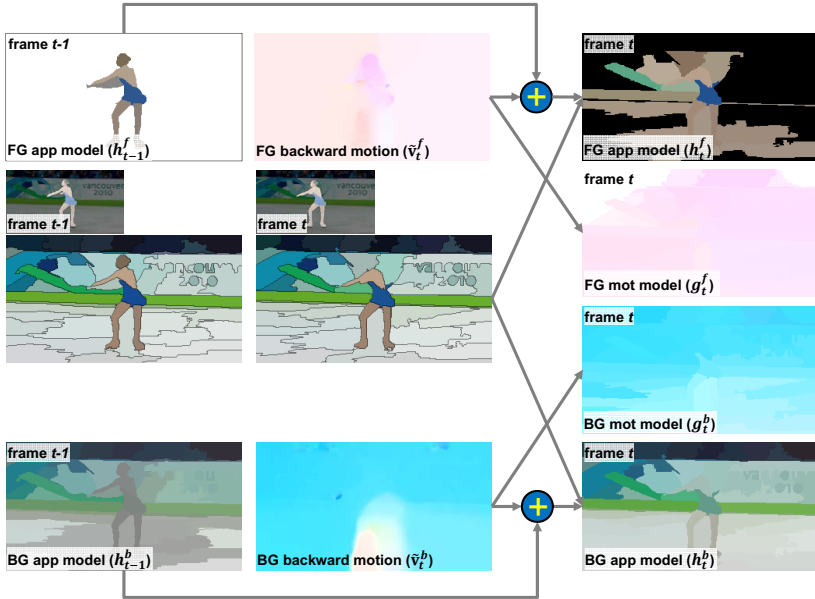 frame t-1
FG app model (h^f_{t-1})
FG backward motion (ṽ^f_t)
frame t
FG app model (h^f_t)
vancouver
2010
frame t-1
frame t
frame t
FG mot model (g^f_t)
frame t
BG mot model (g^b_t)
frame t-1
BG app model (h^b_{t-1})
BG backward motion (ṽ^b_t)
frame t
BG app model (h^b_t)